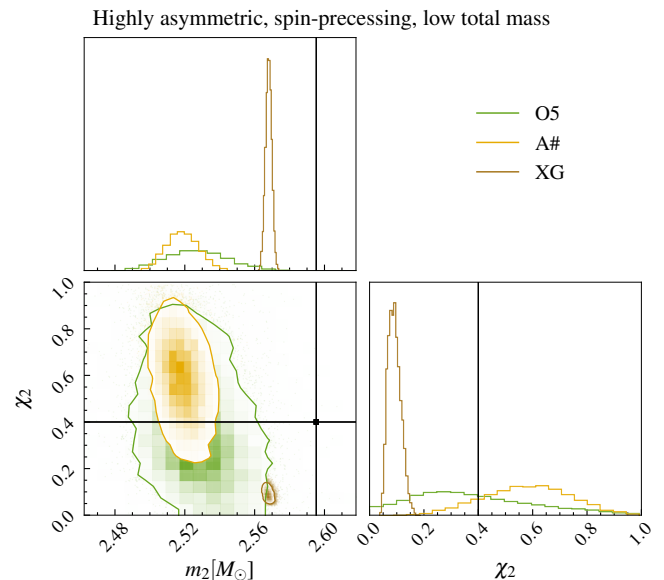 Highly asymmetric, spin-precessing, low total mass
O5
A#
XG
1.0
0.8
0.6
0.4
0.2
0.0
χ₂
2.48
2.52
2.56
2.60
m₂[M☉]
0.0
0.2
0.4
0.6
0.8
1.0
χ₂